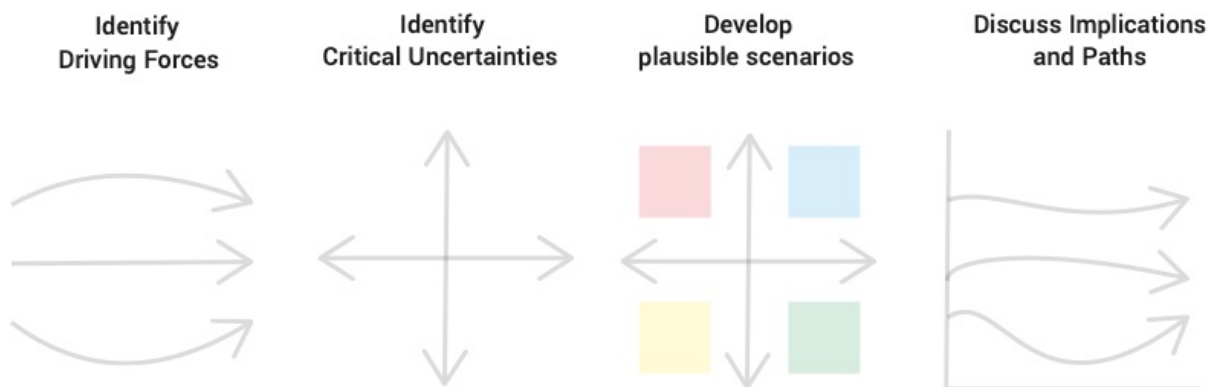 Identify
Driving Forces
Identify
Critical Uncertainties
Develop
plausible scenarios
Discuss Implications
and Paths